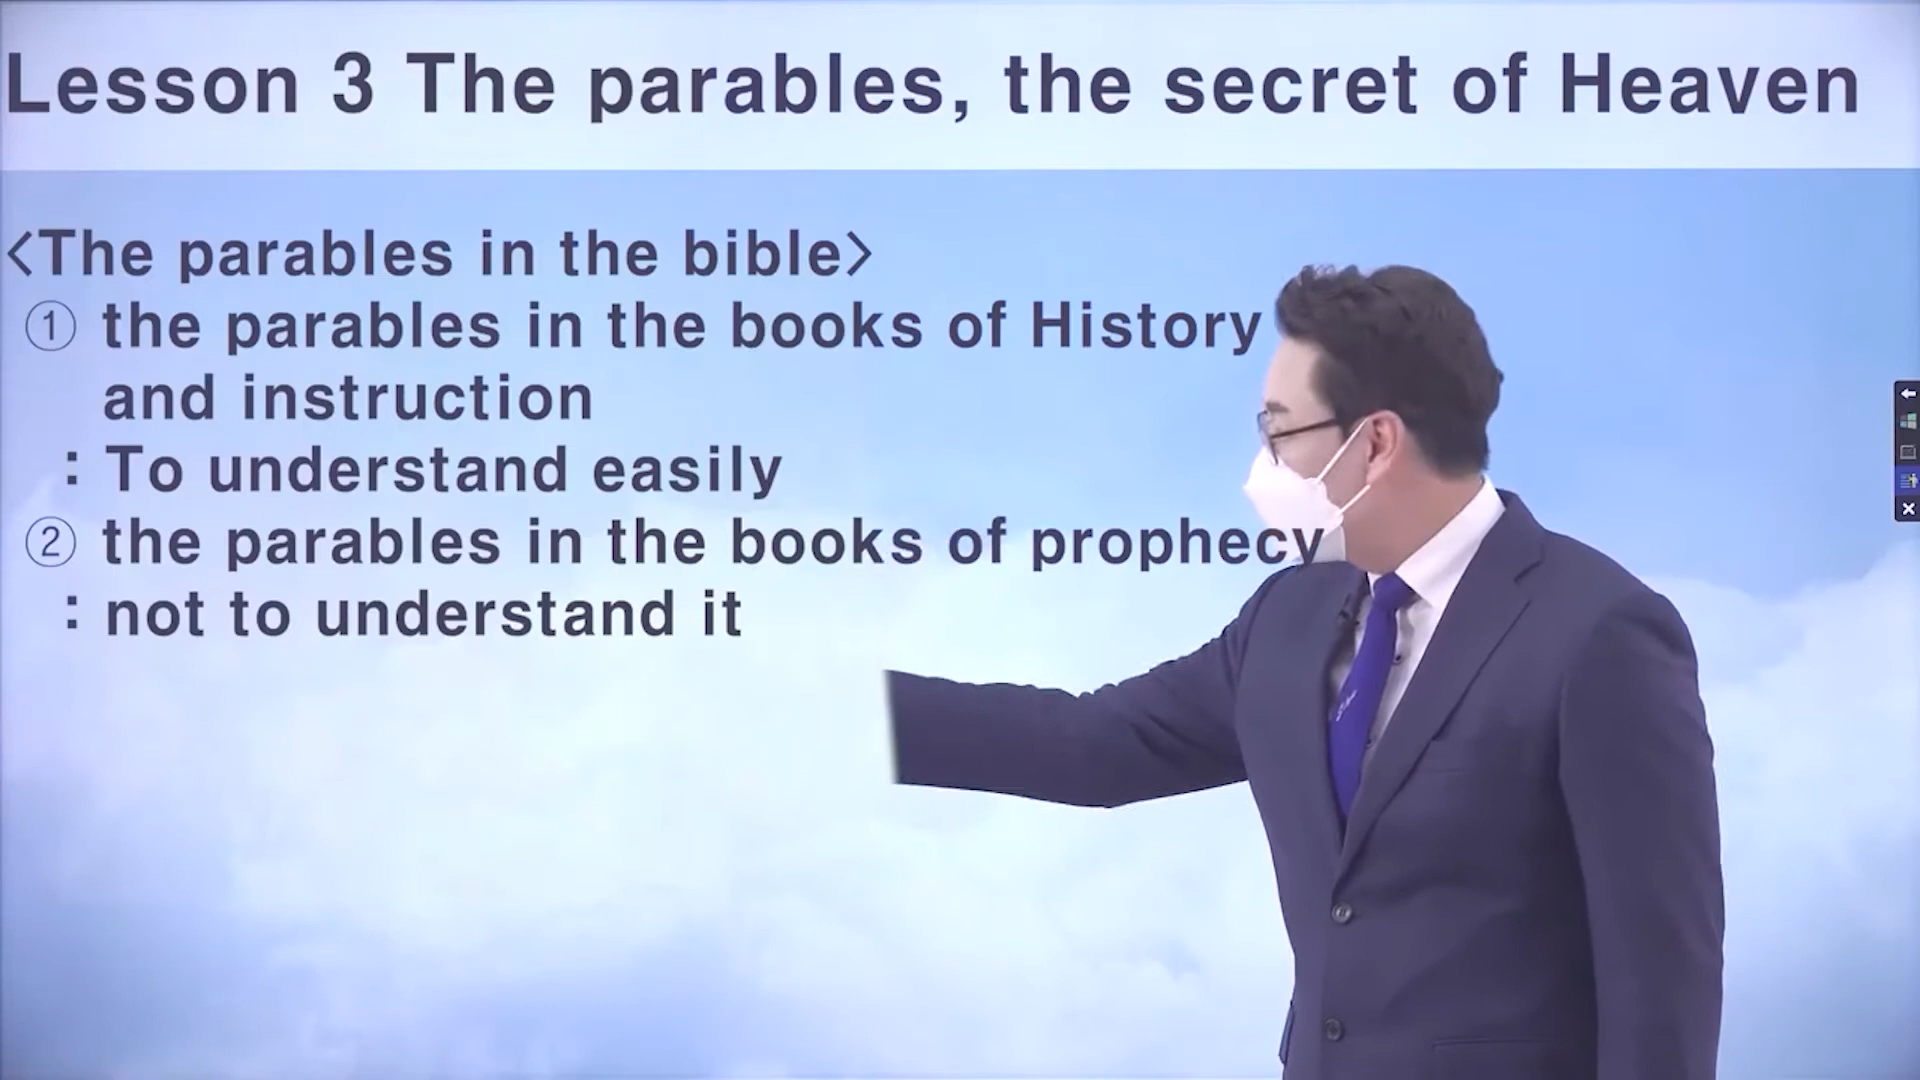 Lesson 3 The parables, the secret of Heaven
<The parables in the bible>
① the parables in the books of History
and instruction
: To understand easily
② the parables in the books of prophecy
: not to understand it